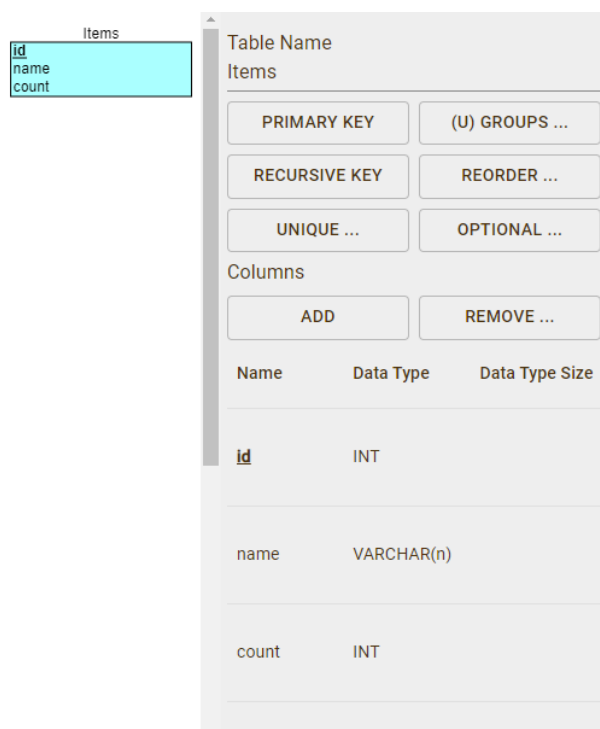 Items
id
name
count
Table Name
Items
PRIMARY KEY
(U) GROUPS ...
RECURSIVE KEY
REORDER ...
UNIQUE ...
OPTIONAL ...
Columns
ADD
REMOVE ...
Name Data Type Data Type Size
id INT
name VARCHAR(n)
count INT